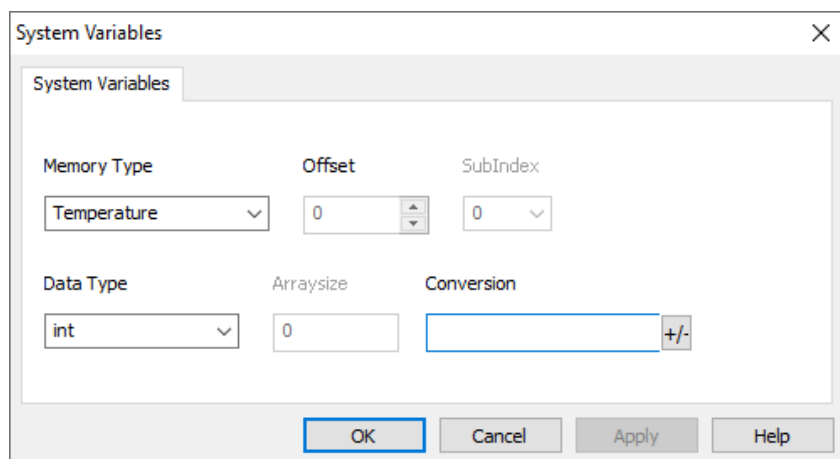 System Variables
System Variables
Memory Type Offset SubIndex
Temperature 0 0
Data Type Arraysize Conversion
int 0 +/-
OK Cancel Apply Help